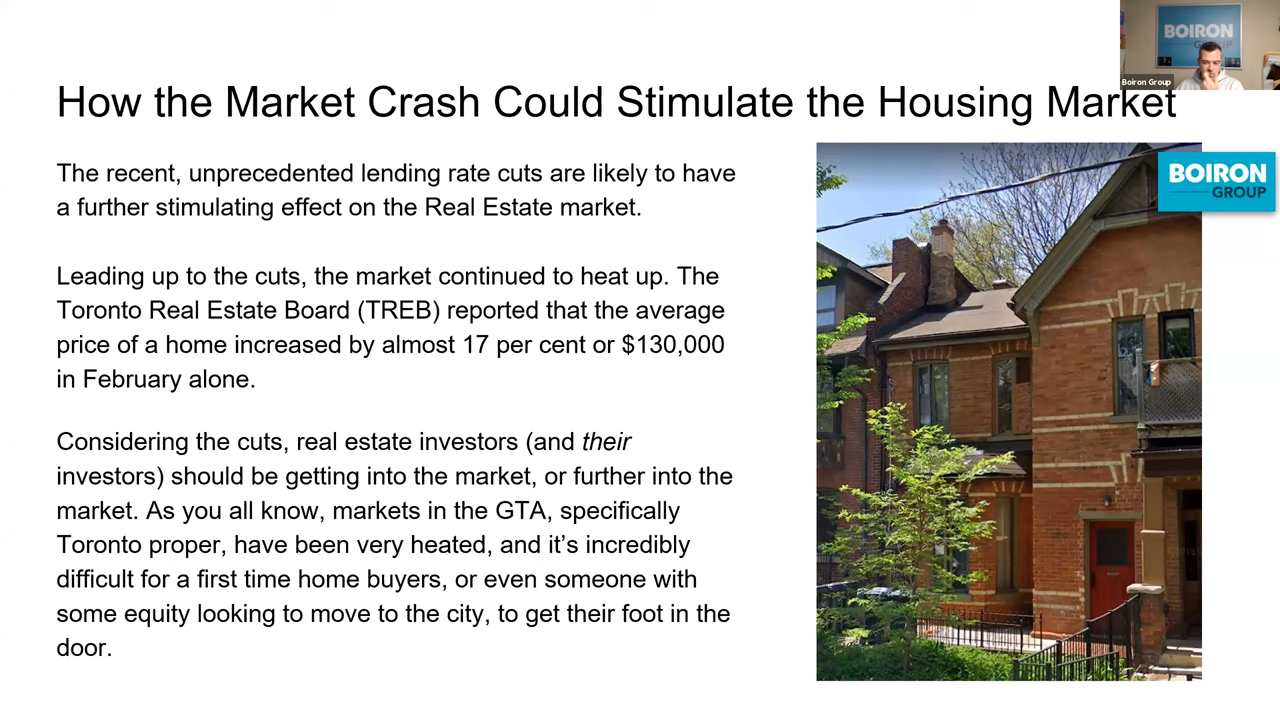 BOIRON
GROUP
Boiron Group
How the Market Crash Could Stimulate the Housing Market
BOIRON
GROUP
The recent, unprecedented lending rate cuts are likely to have
a further stimulating effect on the Real Estate market.
Leading up to the cuts, the market continued to heat up. The
Toronto Real Estate Board (TREB) reported that the average
price of a home increased by almost 17 per cent or $130,000
in February alone.
Considering the cuts, real estate investors (and their
investors) should be getting into the market, or further into the
market. As you all know, markets in the GTA, specifically
Toronto proper, have been very heated, and it’s incredibly
difficult for a first time home buyers, or even someone with
some equity looking to move to the city, to get their foot in the
door.